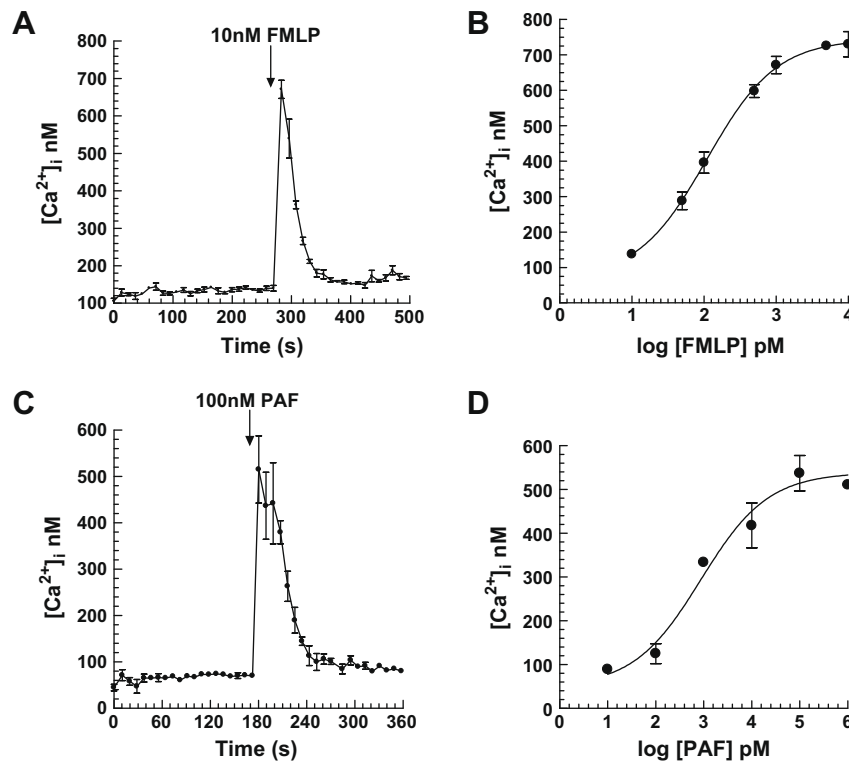 A
10nM FMLP
800
700
600
500
400
300
200
100
[Ca²⁺]ᵢ nM
0 100 200 300 400 500
Time (s)
B
800
700
600
500
400
300
200
100
0
[Ca²⁺]ᵢ nM
0 1 2 3 4
log [FMLP] pM
C
100nM PAF
600
500
400
300
200
100
0
[Ca²⁺]ᵢ nM
0 60 120 180 240 300 360
Time (s)
D
600
500
400
300
200
100
0
[Ca²⁺]ᵢ nM
0 1 2 3 4 5 6
log [PAF] pM